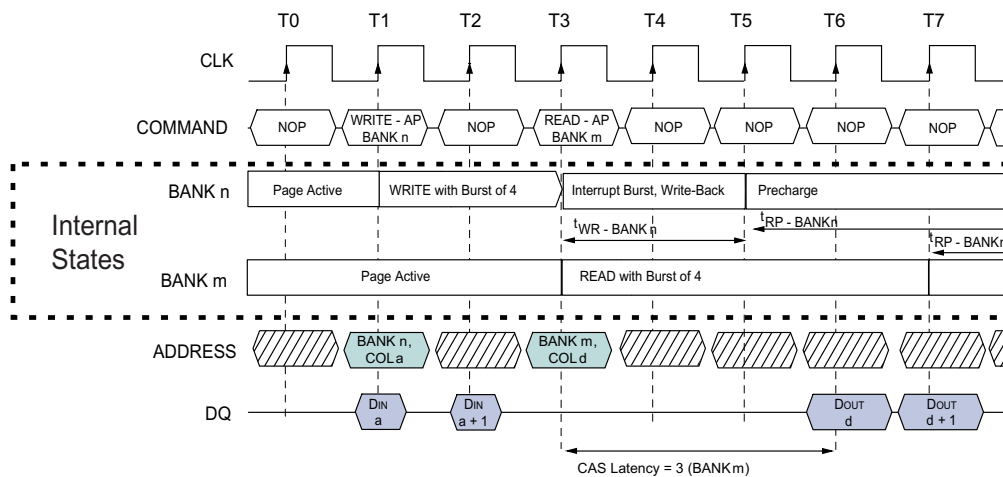 T0 T1 T2 T3 T4 T5 T6 T7
CLK
COMMAND NOP WRITE - AP BANK n NOP READ - AP BANK m NOP NOP NOP NOP
BANK n Page Active WRITE with Burst of 4 Interrupt Burst, Write-Back Precharge
Internal States
tWR - BANK n tRP - BANK n
tRP - BANK
BANK m Page Active READ with Burst of 4
ADDRESS BANK n, COL a BANK m, COL d
DQ DIN a DIN a + 1 DOUT d DOUT d + 1
CAS Latency = 3 (BANK m)